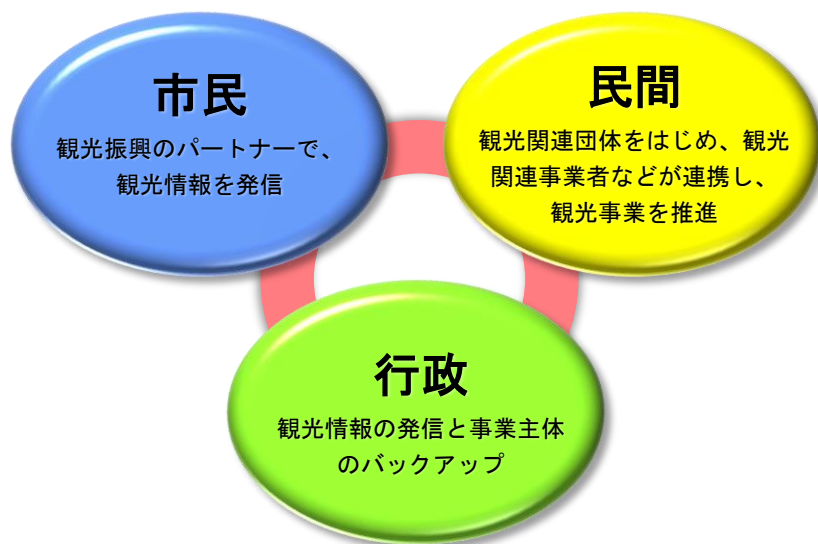 市民
観光振興のパートナーで、
観光情報を発信
民間
観光関連団体をはじめ、観光
関連事業者などが連携し、
観光事業を推進
行政
観光情報の発信と事業主体
のバックアップ